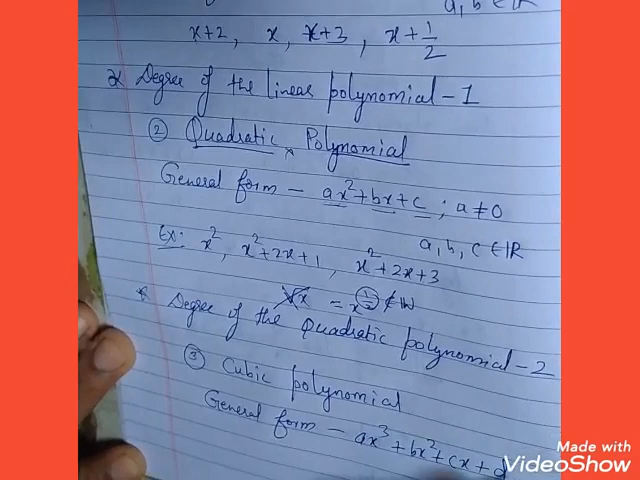 a, b ∈ IR
x+2, x, x+3, x+1/2
* Degree of the linear polynomial - 1
② Quadratic Polynomial
General form - ax²+bx+c ; a≠0
a, b, c ∈ IR
Ex: x², x²+2x+1, x²+2x+3
√x = x^½ ∉ W
* Degree of the Quadratic polynomial - 2
③ Cubic polynomial
General form - ax³+bx²+cx+d
Made with
VideoShow